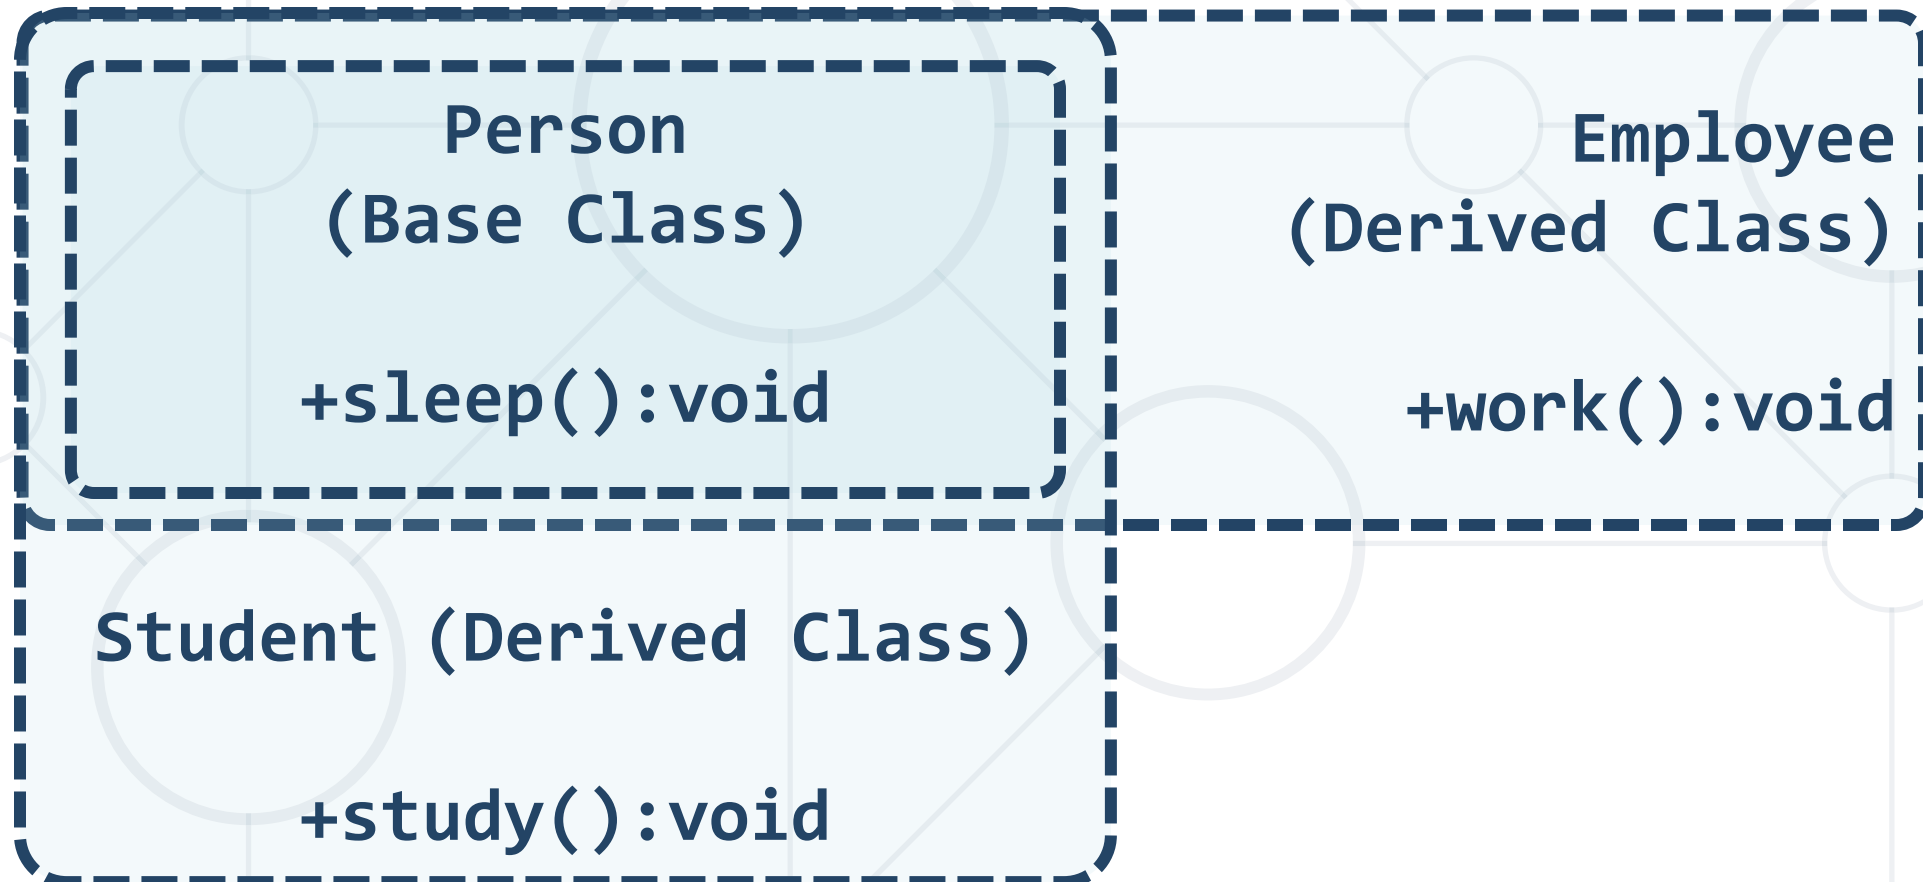 Person
(Base Class)
+sleep():void
Employee
(Derived Class)
+work():void
Student (Derived Class)
+study():void